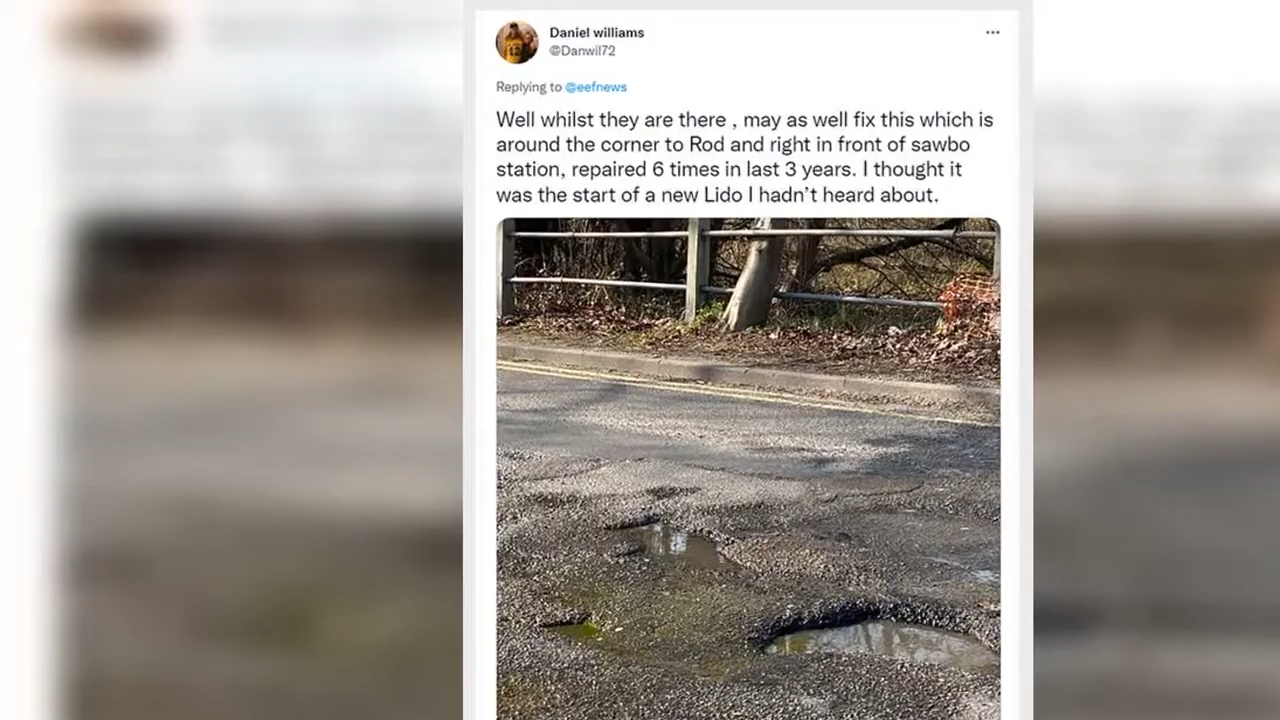 Daniel williams
@Danwil72
Replying to @eefnews
Well whilst they are there , may as well fix this which is
around the corner to Rod and right in front of sawbo
station, repaired 6 times in last 3 years. I thought it
was the start of a new Lido I hadn't heard about.